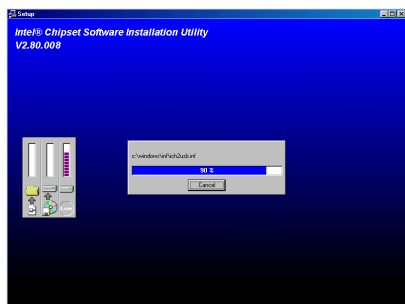 Setup
Intel® Chipset Software Installation Utility
V2.80.008
c:\windows\inf\ich2usb.inf
90 %
Cancel